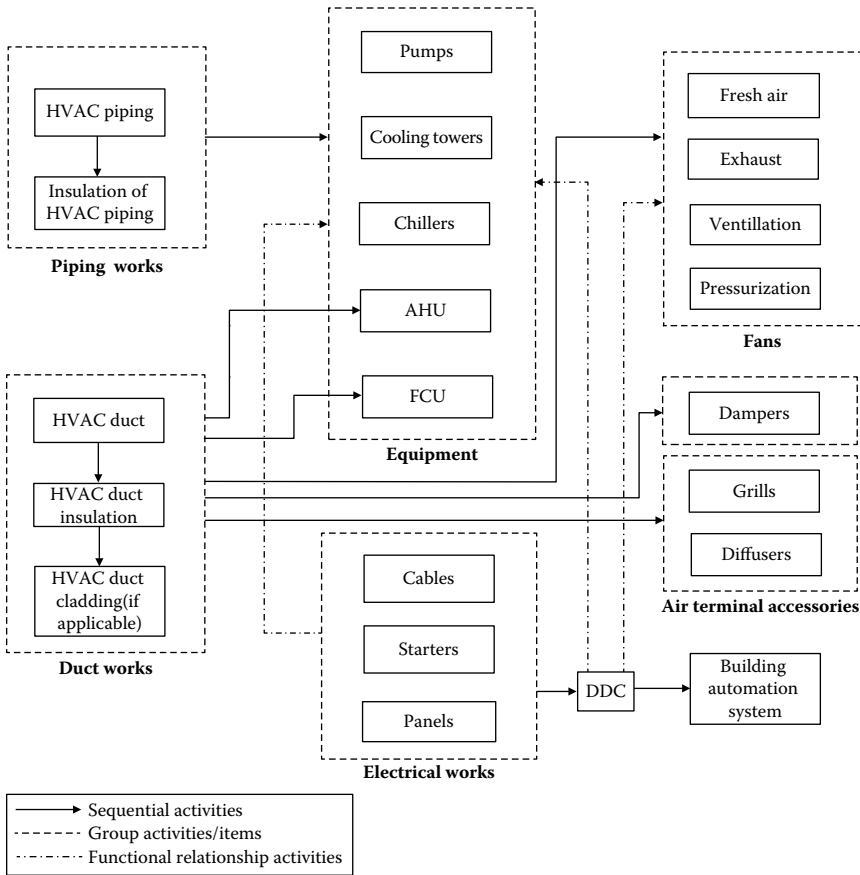 Pumps
Cooling towers
Chillers
AHU
FCU
Equipment
HVAC piping
Insulation of
HVAC piping
Piping works
HVAC duct
HVAC duct
insulation
HVAC duct
cladding(if
applicable)
Duct works
Fresh air
Exhaust
Ventillation
Pressurization
Fans
Dampers
Grills
Diffusers
Air terminal accessories
Cables
Starters
Panels
Electrical works
DDC
Building
automation
system
Sequential activities
Group activities/items
Functional relationship activities